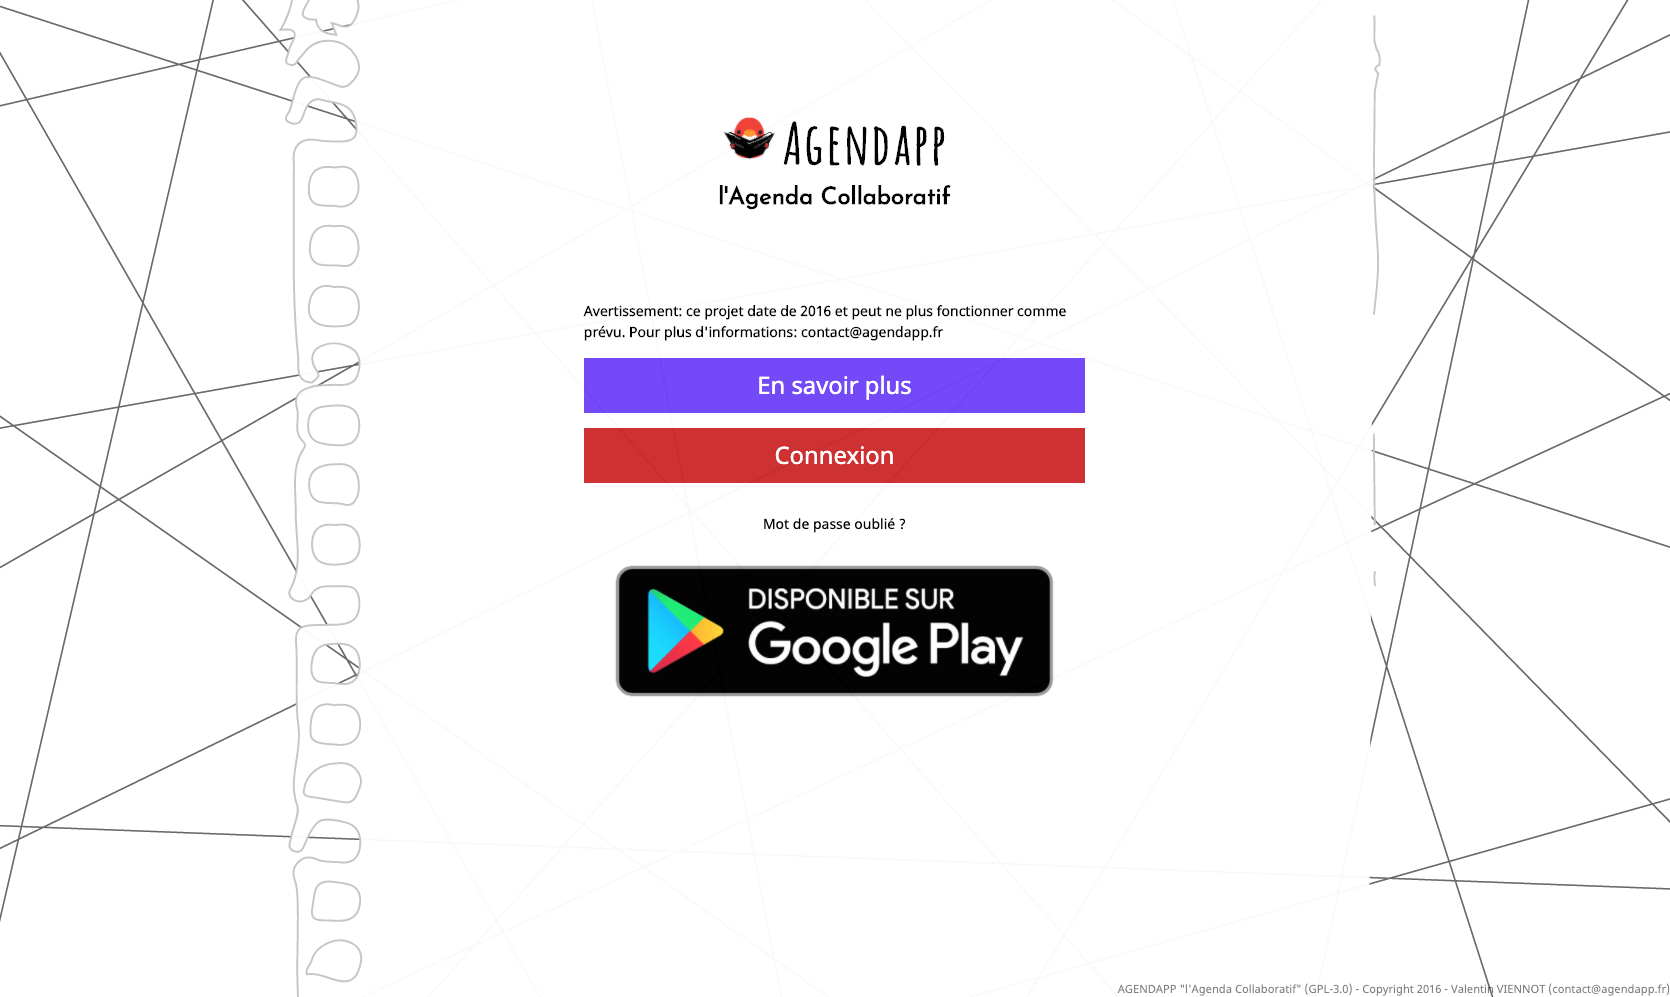 AGENDAPP
l'Agenda Collaboratif
Avertissement: ce projet date de 2016 et peut ne plus fonctionner comme
prévu. Pour plus d'informations: contact@agendapp.fr
En savoir plus
Connexion
Mot de passe oublié ?
DISPONIBLE SUR
Google Play
AGENDAPP "l'Agenda Collaboratif" (GPL-3.0) - Copyright 2016 - Valentin VIENNOT (contact@agendapp.fr)